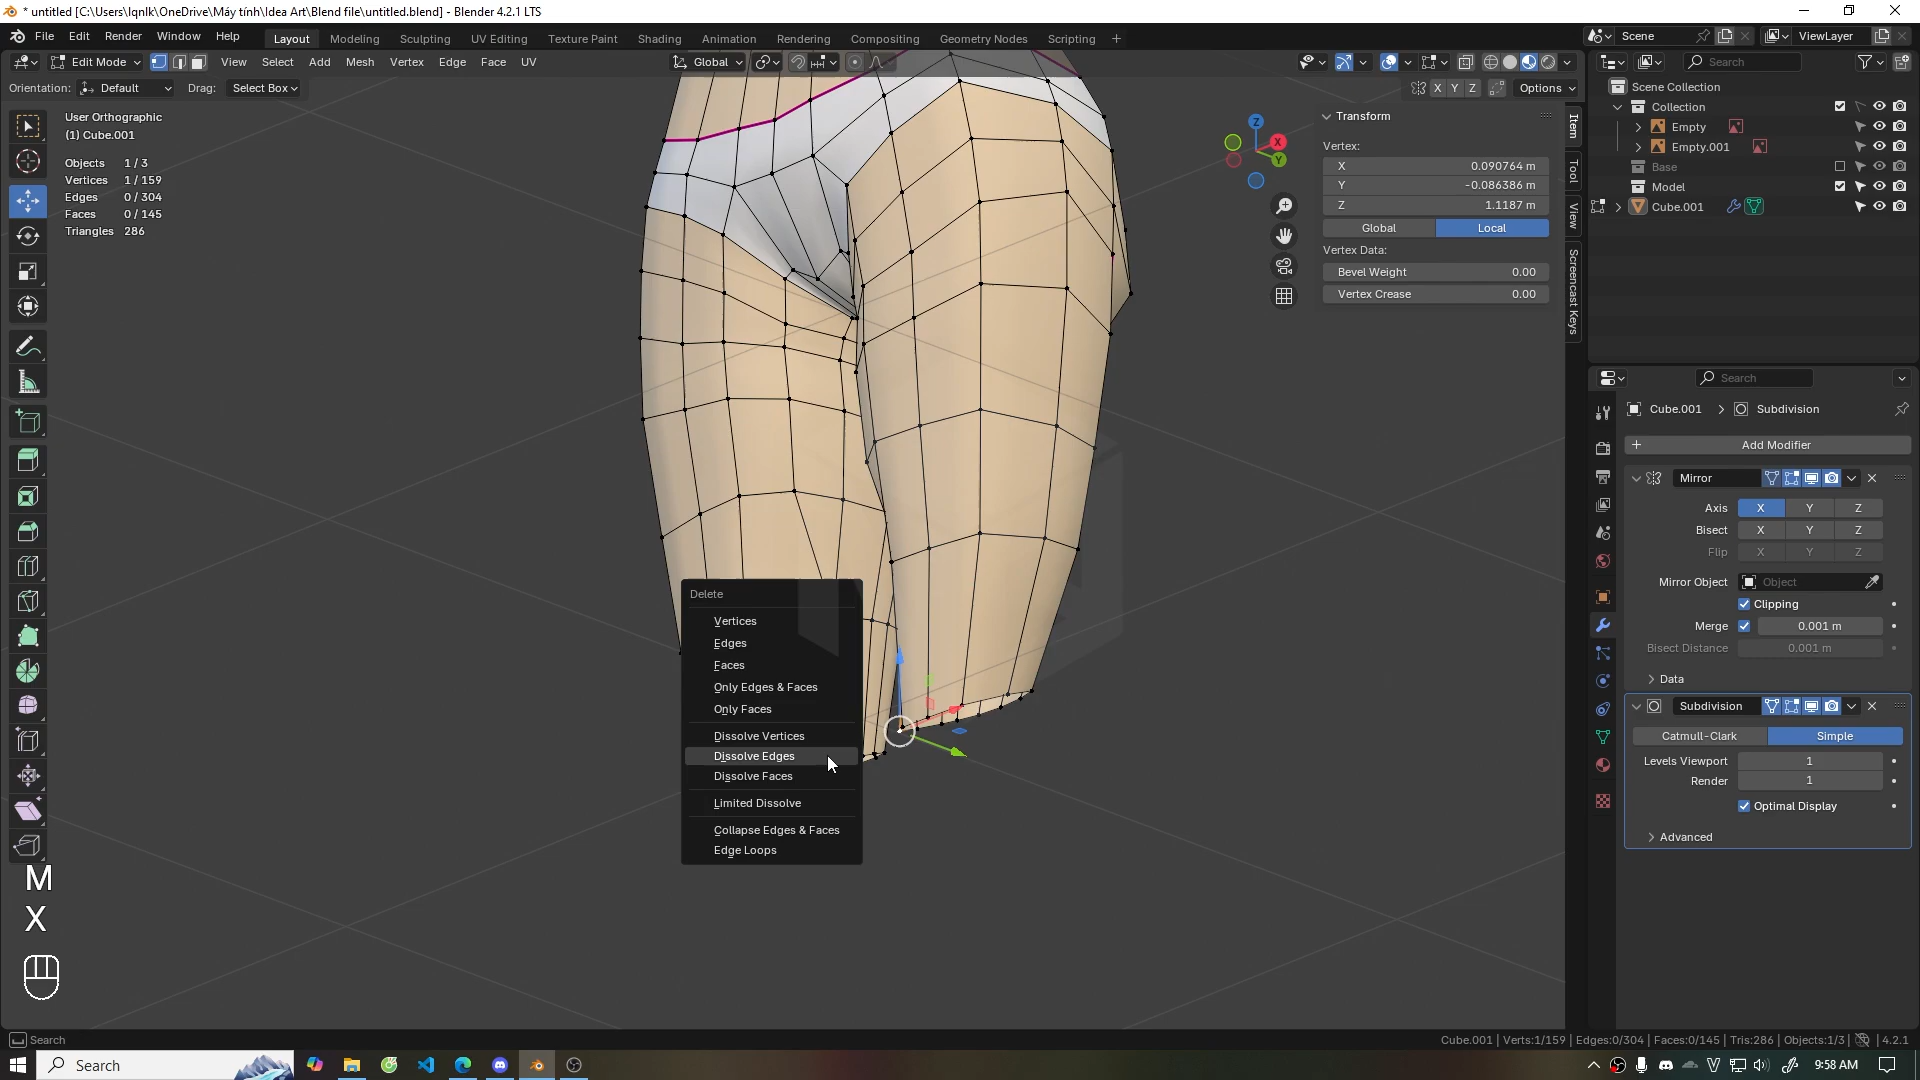 * untitled [C:\Users\lqnlk\OneDrive\Máy tính\Idea Art\Blend file\untitled.blend] - Blender 4.2.1 LTS
File Edit Render Window Help Layout Modeling Sculpting UV Editing Texture Paint Shading Animation Rendering Compositing Geometry Nodes Scripting + Scene ViewLayer
Edit Mode View Select Add Mesh Vertex Edge Face UV Global Search
Orientation: Default Drag: Select Box X Y Z Options
User Orthographic
(1) Cube.001
Objects 1 / 3
Vertices 1 / 159
Edges 0 / 304
Faces 0 / 145
Triangles 286
Z
X
Y
Transform
Vertex:
X 0.090764 m
Y -0.086386 m
Z 1.1187 m
Global Local
Vertex Data:
Bevel Weight 0.00
Vertex Crease 0.00
Item
Tool
View
Screencast Keys
Scene Collection
Collection
Empty
Empty.001
Base
Model
Cube.001
Search
Cube.001 Subdivision
+ Add Modifier
Mirror
Axis X Y Z
Bisect X Y Z
Flip X Y Z
Mirror Object Object
Clipping
Merge 0.001 m
Bisect Distance 0.001 m
Data
Subdivision
Catmull-Clark Simple
Levels Viewport 1
Render 1
Optimal Display
Advanced
Delete
Vertices
Edges
Faces
Only Edges & Faces
Only Faces
Dissolve Vertices
Dissolve Edges
Dissolve Faces
Limited Dissolve
Collapse Edges & Faces
Edge Loops
M
X
Search Cube.001 | Verts:1/159 | Edges:0/304 | Faces:0/145 | Tris:286 | Objects:1/3 | 4.2.1
Search 9:58 AM